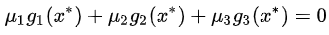 μ₁g₁(x*) + μ₂g₂(x*) + μ₃g₃(x*) = 0